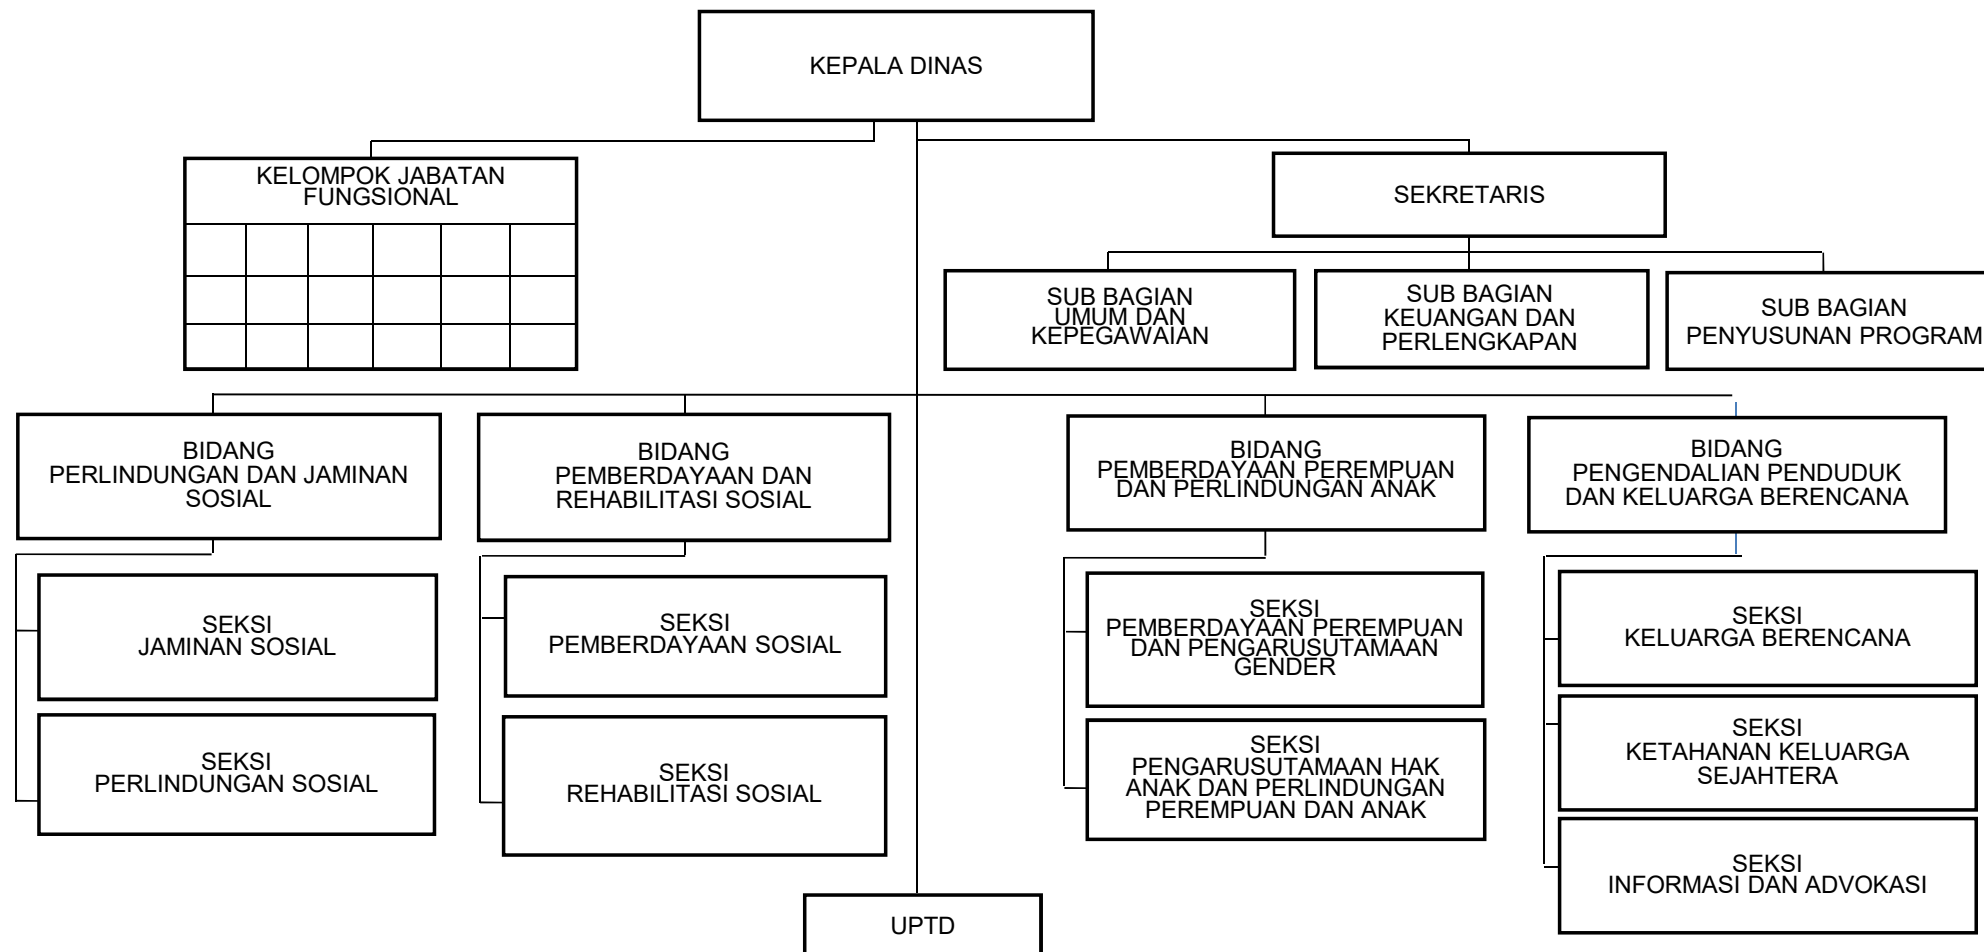 KEPALA DINAS
KELOMPOK JABATAN
FUNGSIONAL
SEKRETARIS
SUB BAGIAN
UMUM DAN
KEPEGAWAIAN
SUB BAGIAN
KEUANGAN DAN
PERLENGKAPAN
SUB BAGIAN
PENYUSUNAN PROGRAM
BIDANG
PERLINDUNGAN DAN JAMINAN
SOSIAL
BIDANG
PEMBERDAYAAN DAN
REHABILITASI SOSIAL
BIDANG
PEMBERDAYAAN PEREMPUAN
DAN PERLINDUNGAN ANAK
BIDANG
PENGENDALIAN PENDUDUK
DAN KELUARGA BERENCANA
SEKSI
JAMINAN SOSIAL
SEKSI
PERLINDUNGAN SOSIAL
SEKSI
PEMBERDAYAAN SOSIAL
SEKSI
REHABILITASI SOSIAL
SEKSI
PEMBERDAYAAN PEREMPUAN
DAN PENGARUSUTAMAAN
GENDER
SEKSI
PENGARUSUTAMAAN HAK
ANAK DAN PERLINDUNGAN
PEREMPUAN DAN ANAK
SEKSI
KELUARGA BERENCANA
SEKSI
KETAHANAN KELUARGA
SEJAHTERA
SEKSI
INFORMASI DAN ADVOKASI
UPTD